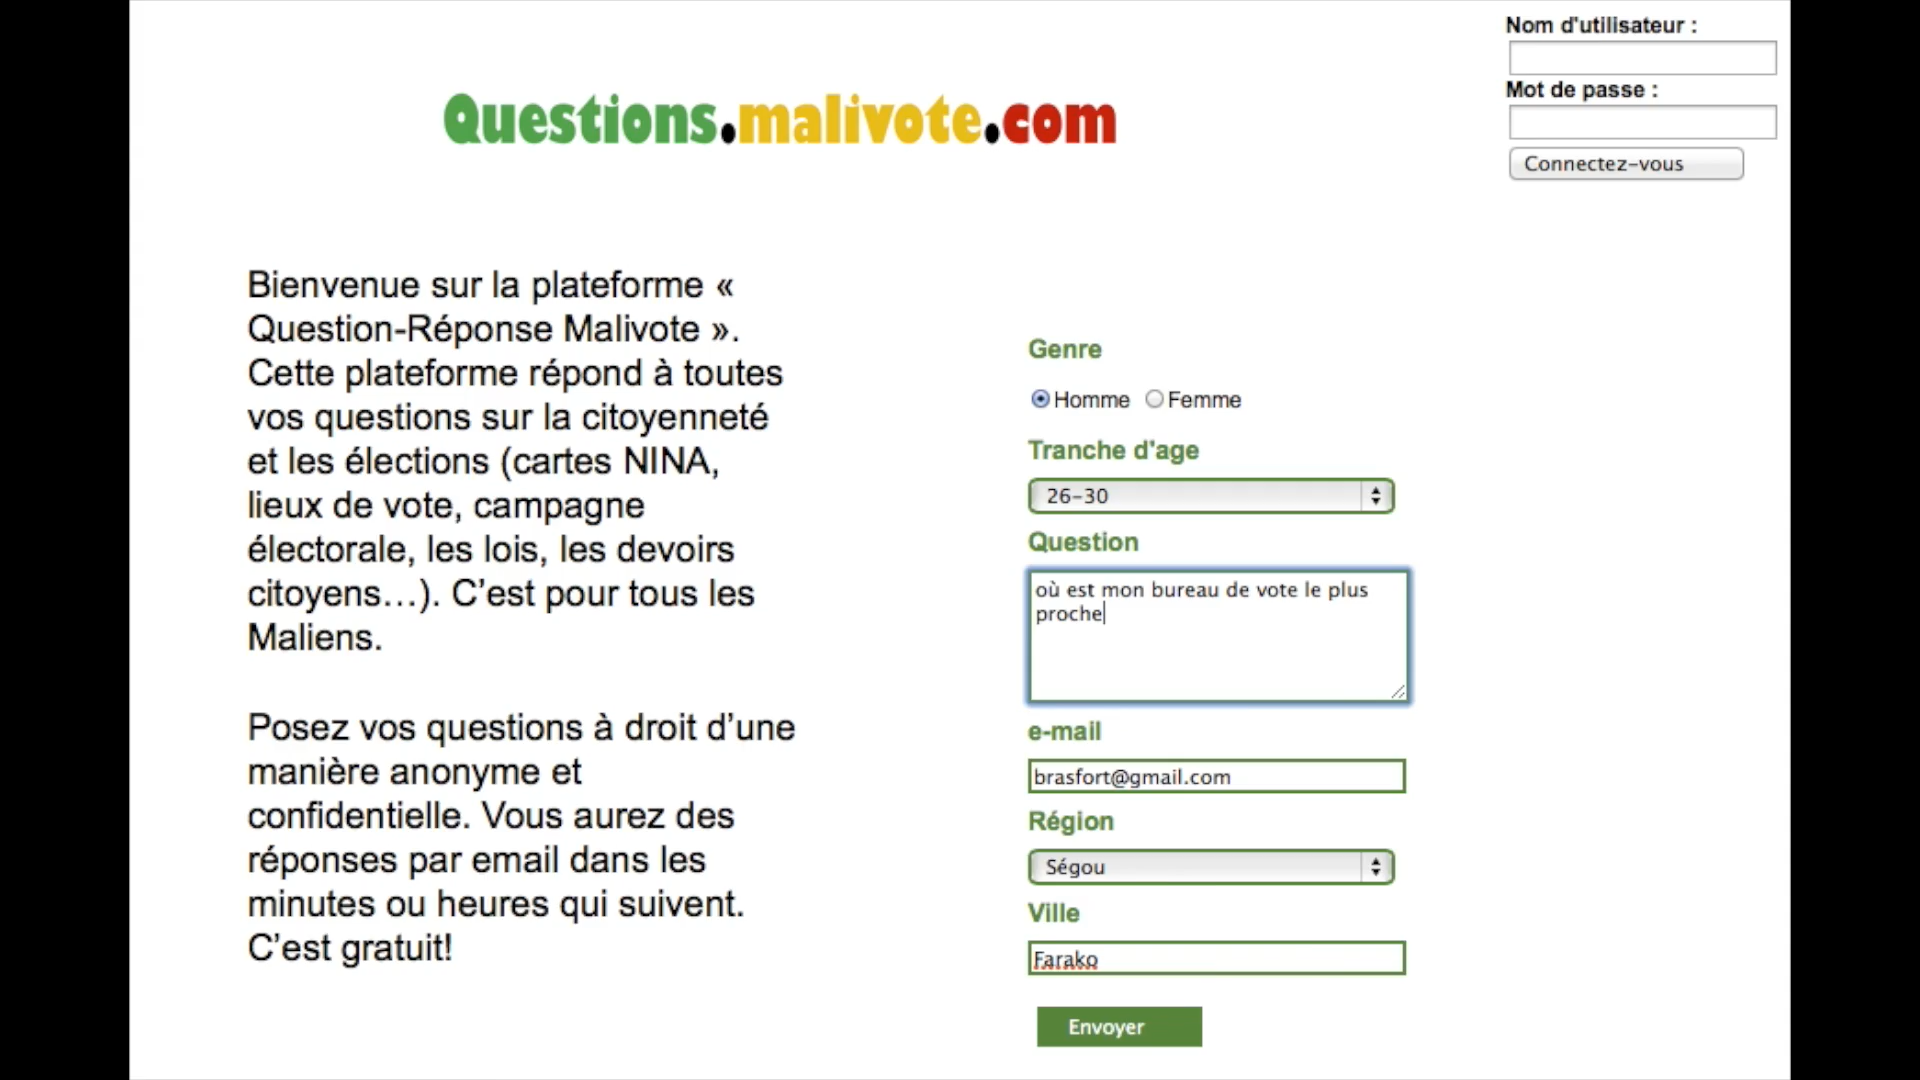 Nom d'utilisateur :
Mot de passe :
Connectez-vous
Questions.malivote.com
Bienvenue sur la plateforme «
Question-Réponse Malivote ».
Cette plateforme répond à toutes
vos questions sur la citoyenneté
et les élections (cartes NINA,
lieux de vote, campagne
électorale, les lois, les devoirs
citoyens…). C’est pour tous les
Maliens.
Posez vos questions à droit d’une
manière anonyme et
confidentielle. Vous aurez des
réponses par email dans les
minutes ou heures qui suivent.
C’est gratuit!
Genre
Homme Femme
Tranche d'age
26-30
Question
où est mon bureau de vote le plus
proche
e-mail
brasfort@gmail.com
Région
Ségou
Ville
Farako
Envoyer